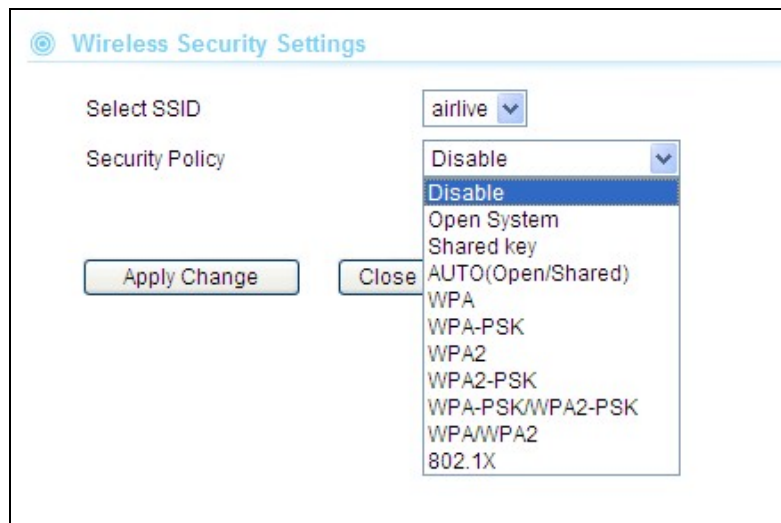 Wireless Security Settings
Select SSID airlive
Security Policy Disable
Disable
Open System
Shared key
AUTO(Open/Shared)
WPA
WPA-PSK
WPA2
WPA2-PSK
WPA-PSK/WPA2-PSK
WPA/WPA2
802.1X
Apply Change Close